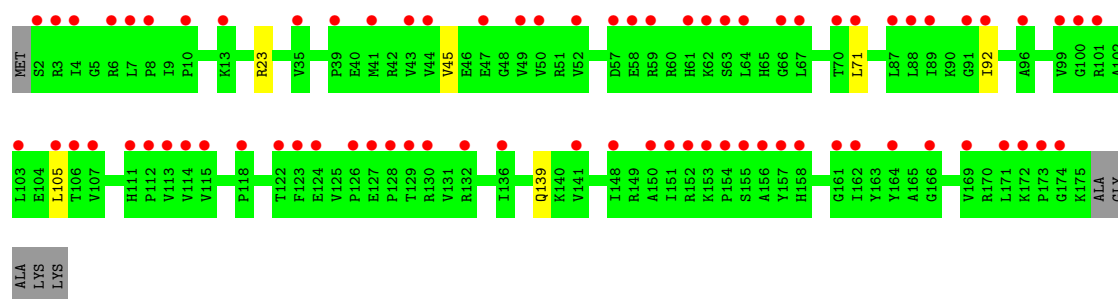 MET S2 R3 I4 G5 R6 L7 P8 I9 P10 K13 R23 V35 P39 E40 M41 R42 V43 V44 V45 E46 E47 G48 V49 V50 R51 V52 D57 E58 R59 R60 H61 K62 S63 L64 H65 G66 L67 T70 L71 L87 L88 I89 K90 G91 I92 A96 V99 G100 R101 A102
L103 E104 L105 T106 V107 H111 P112 V113 V114 V115 P118 T122 F123 E124 V125 P126 E127 P128 T129 R130 V131 R132 I136 Q139 K140 V141 I148 R149 A150 I151 R152 K153 P154 S155 A156 Y157 H158 G161 I162 Y163 Y164 A165 G166 V169 R170 L171 K172 P173 G174 K175 ALA GLY
ALA LYS LYS